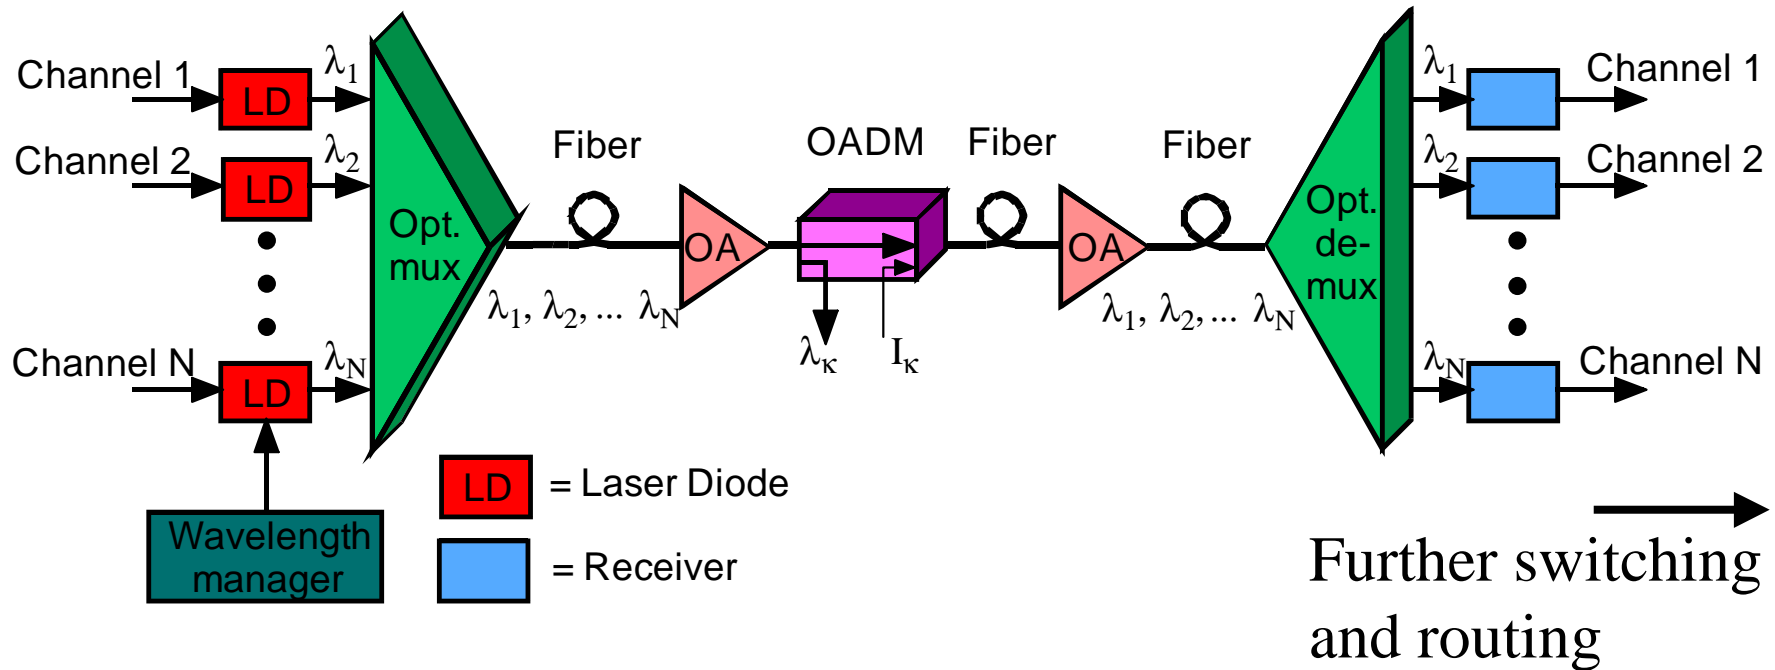 Channel 1
LD
λ1
Channel 2
LD
λ2
Channel N
LD
λN
Wavelength
manager
Opt.
mux
Fiber
λ1, λ2, ... λN
OA
OADM
λκ
Iκ
Fiber
OA
Fiber
λ1, λ2, ... λN
Opt.
de-
mux
λ1
Channel 1
λ2
Channel 2
λN
Channel N
LD = Laser Diode
= Receiver
Further switching
and routing